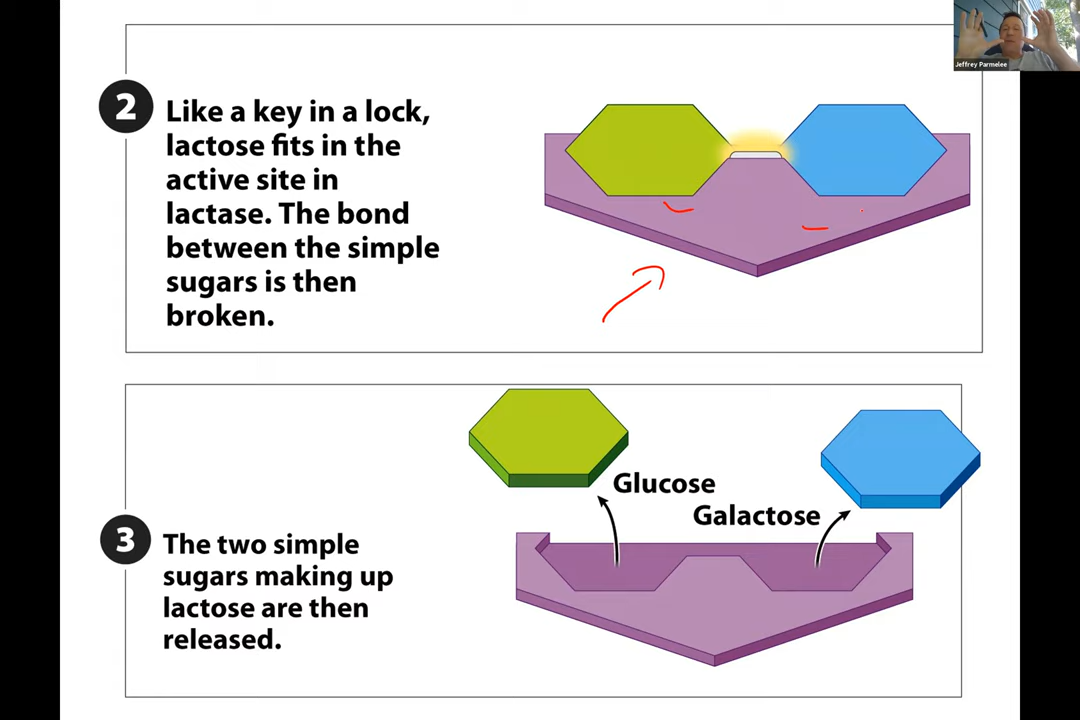 Jeffrey Parmelee
2
Like a key in a lock,
lactose fits in the
active site in
lactase. The bond
between the simple
sugars is then
broken.
Glucose
Galactose
3
The two simple
sugars making up
lactose are then
released.